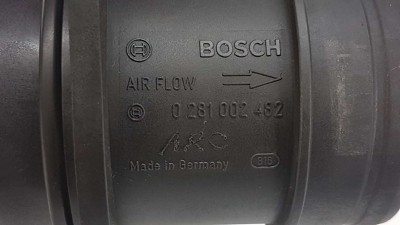 BOSCH
AIR FLOW
0 281 002 482
Made in Germany